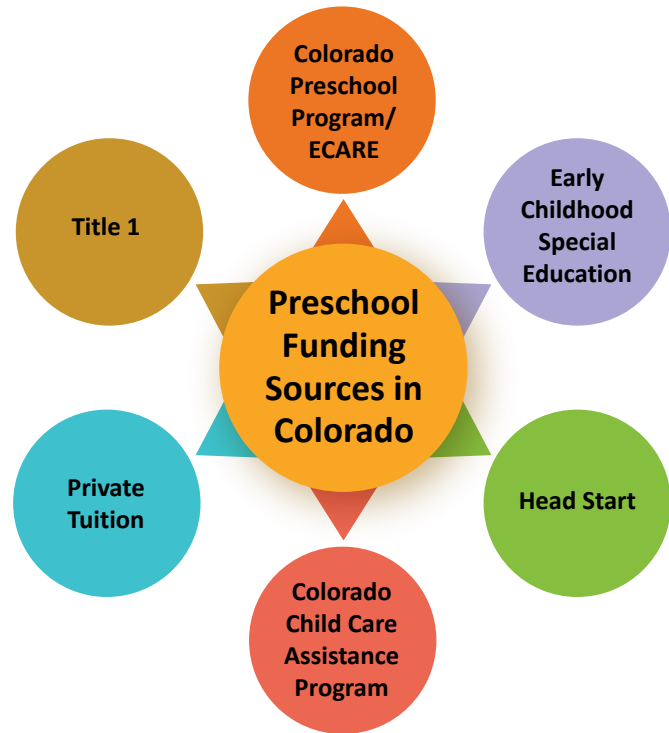 Colorado
Preschool
Program/
ECARE
Title 1
Early
Childhood
Special
Education
Preschool
Funding
Sources in
Colorado
Private
Tuition
Head Start
Colorado
Child Care
Assistance
Program